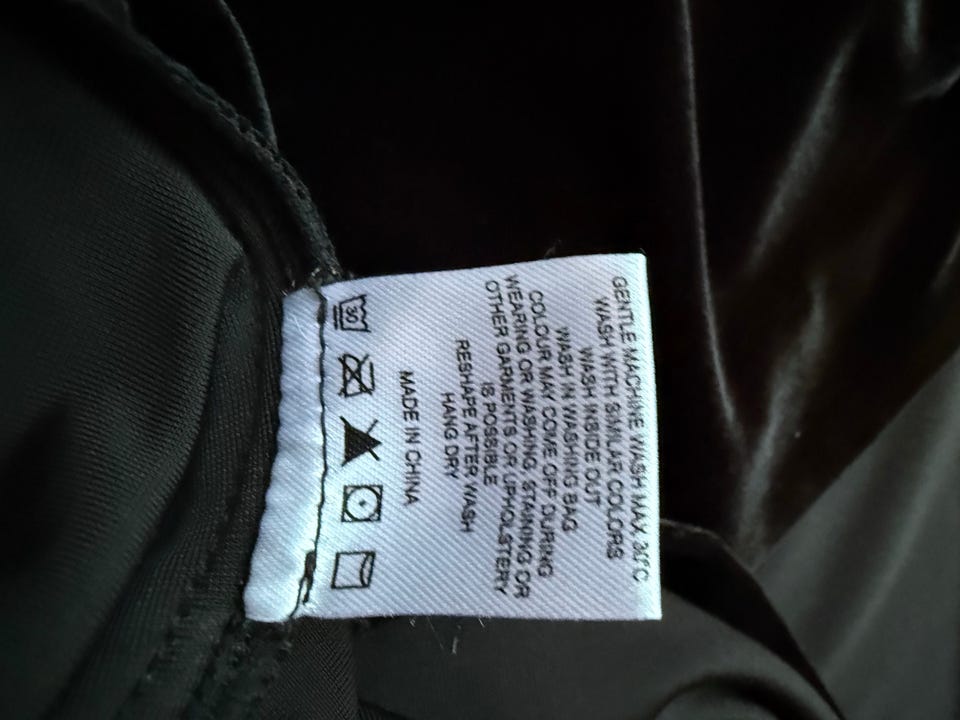 GENTLE MACHINE WASH MAX 30°C
WASH WITH SIMILAR COLORS
WASH INSIDE OUT
WASH IN WASHING BAG
COLOUR MAY COME OFF DURING
WEARING OR WASHING. STAINING OR
OTHER GARMENTS OR UPHOLSTERY
IS POSSIBLE
RESHAPE AFTER WASH
HANG DRY
MADE IN CHINA
30